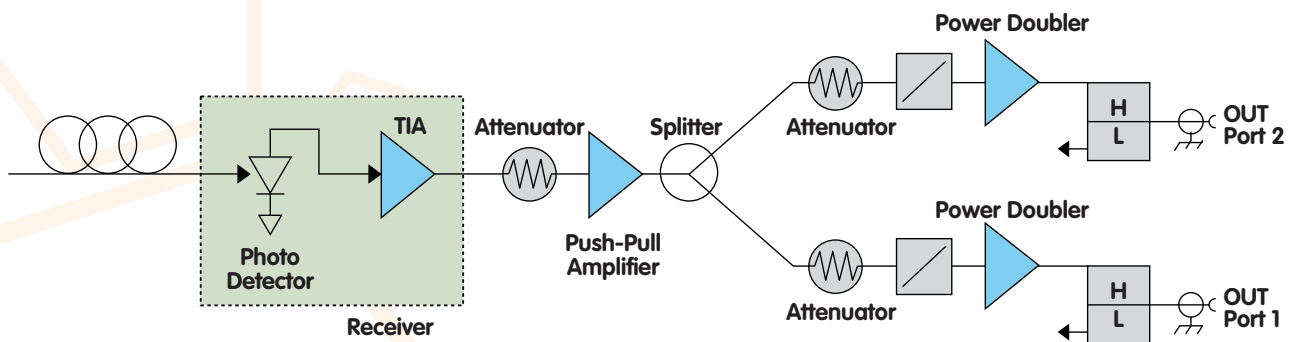 Power Doubler
TIA
Attenuator
Splitter
Attenuator
H
L
OUT
Port 2
Photo
Detector
Push-Pull
Amplifier
Power Doubler
Attenuator
H
L
OUT
Port 1
Receiver